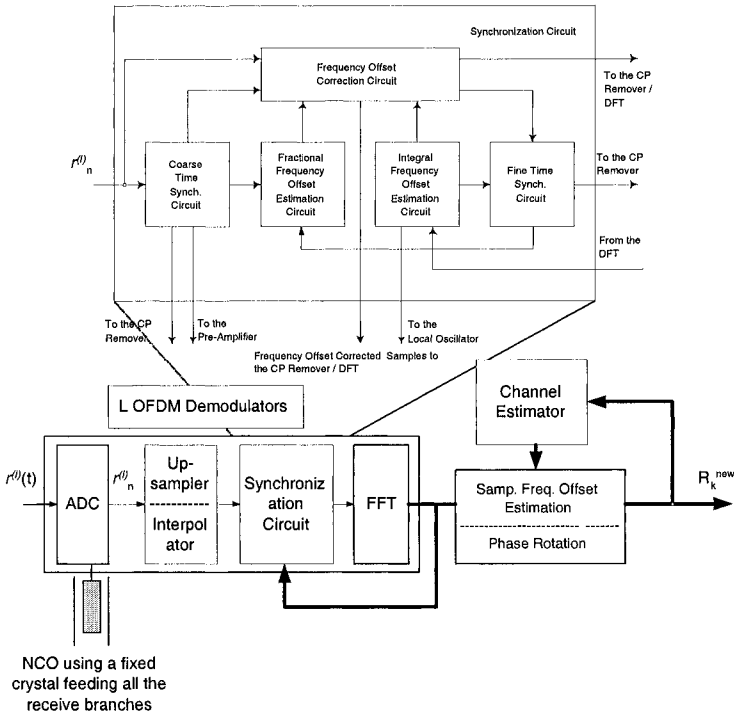 Synchronization Circuit
Frequency Offset
Correction Circuit
To the CP
Remover /
DFT
r(l)n
Coarse
Time
Synch.
Circuit
Fractional
Frequency
Offset
Estimation
Circuit
Integral
Frequency
Offset
Estimation
Circuit
Fine Time
Synch.
Circuit
To the CP
Remover
From the
DFT
To the CP
Remover
To the
Pre-Amplifier
Frequency Offset Corrected Samples to
the CP Remover / DFT
To the
Local Oscillator
L OFDM Demodulators
Channel
Estimator
r(l)(t)
ADC
r(l)n
Up-
sampler
Interpol
ator
Synchroniz
ation
Circuit
FFT
Samp. Freq. Offset
Estimation
Phase Rotation
Rknew
NCO using a fixed
crystal feeding all the
receive branches